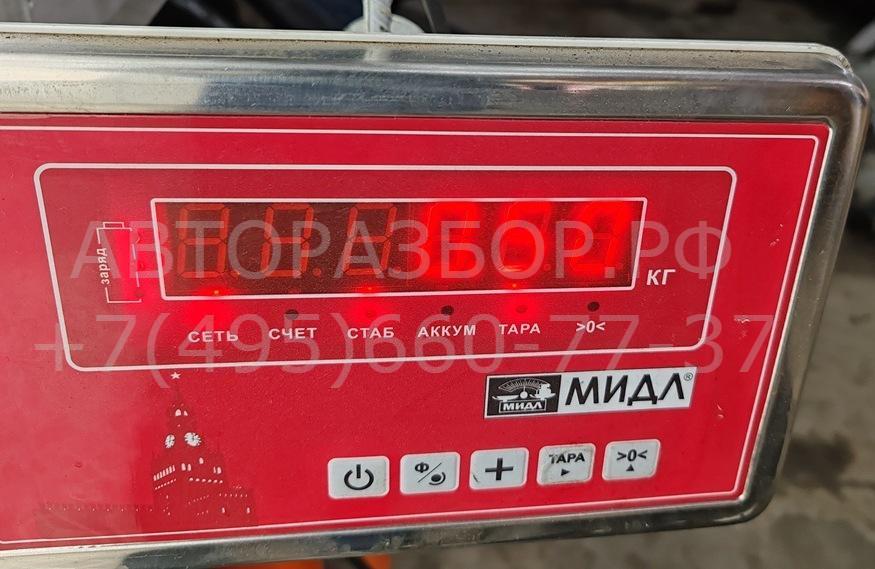 АВТОРАЗБОР.РФ
+7(495)660-77-37
заряд
КГ
СЕТЬ СЧЕТ СТАБ АККУМ ТАРА >0<
МИДЛ МИДЛ®
Ф ТАРА >0<